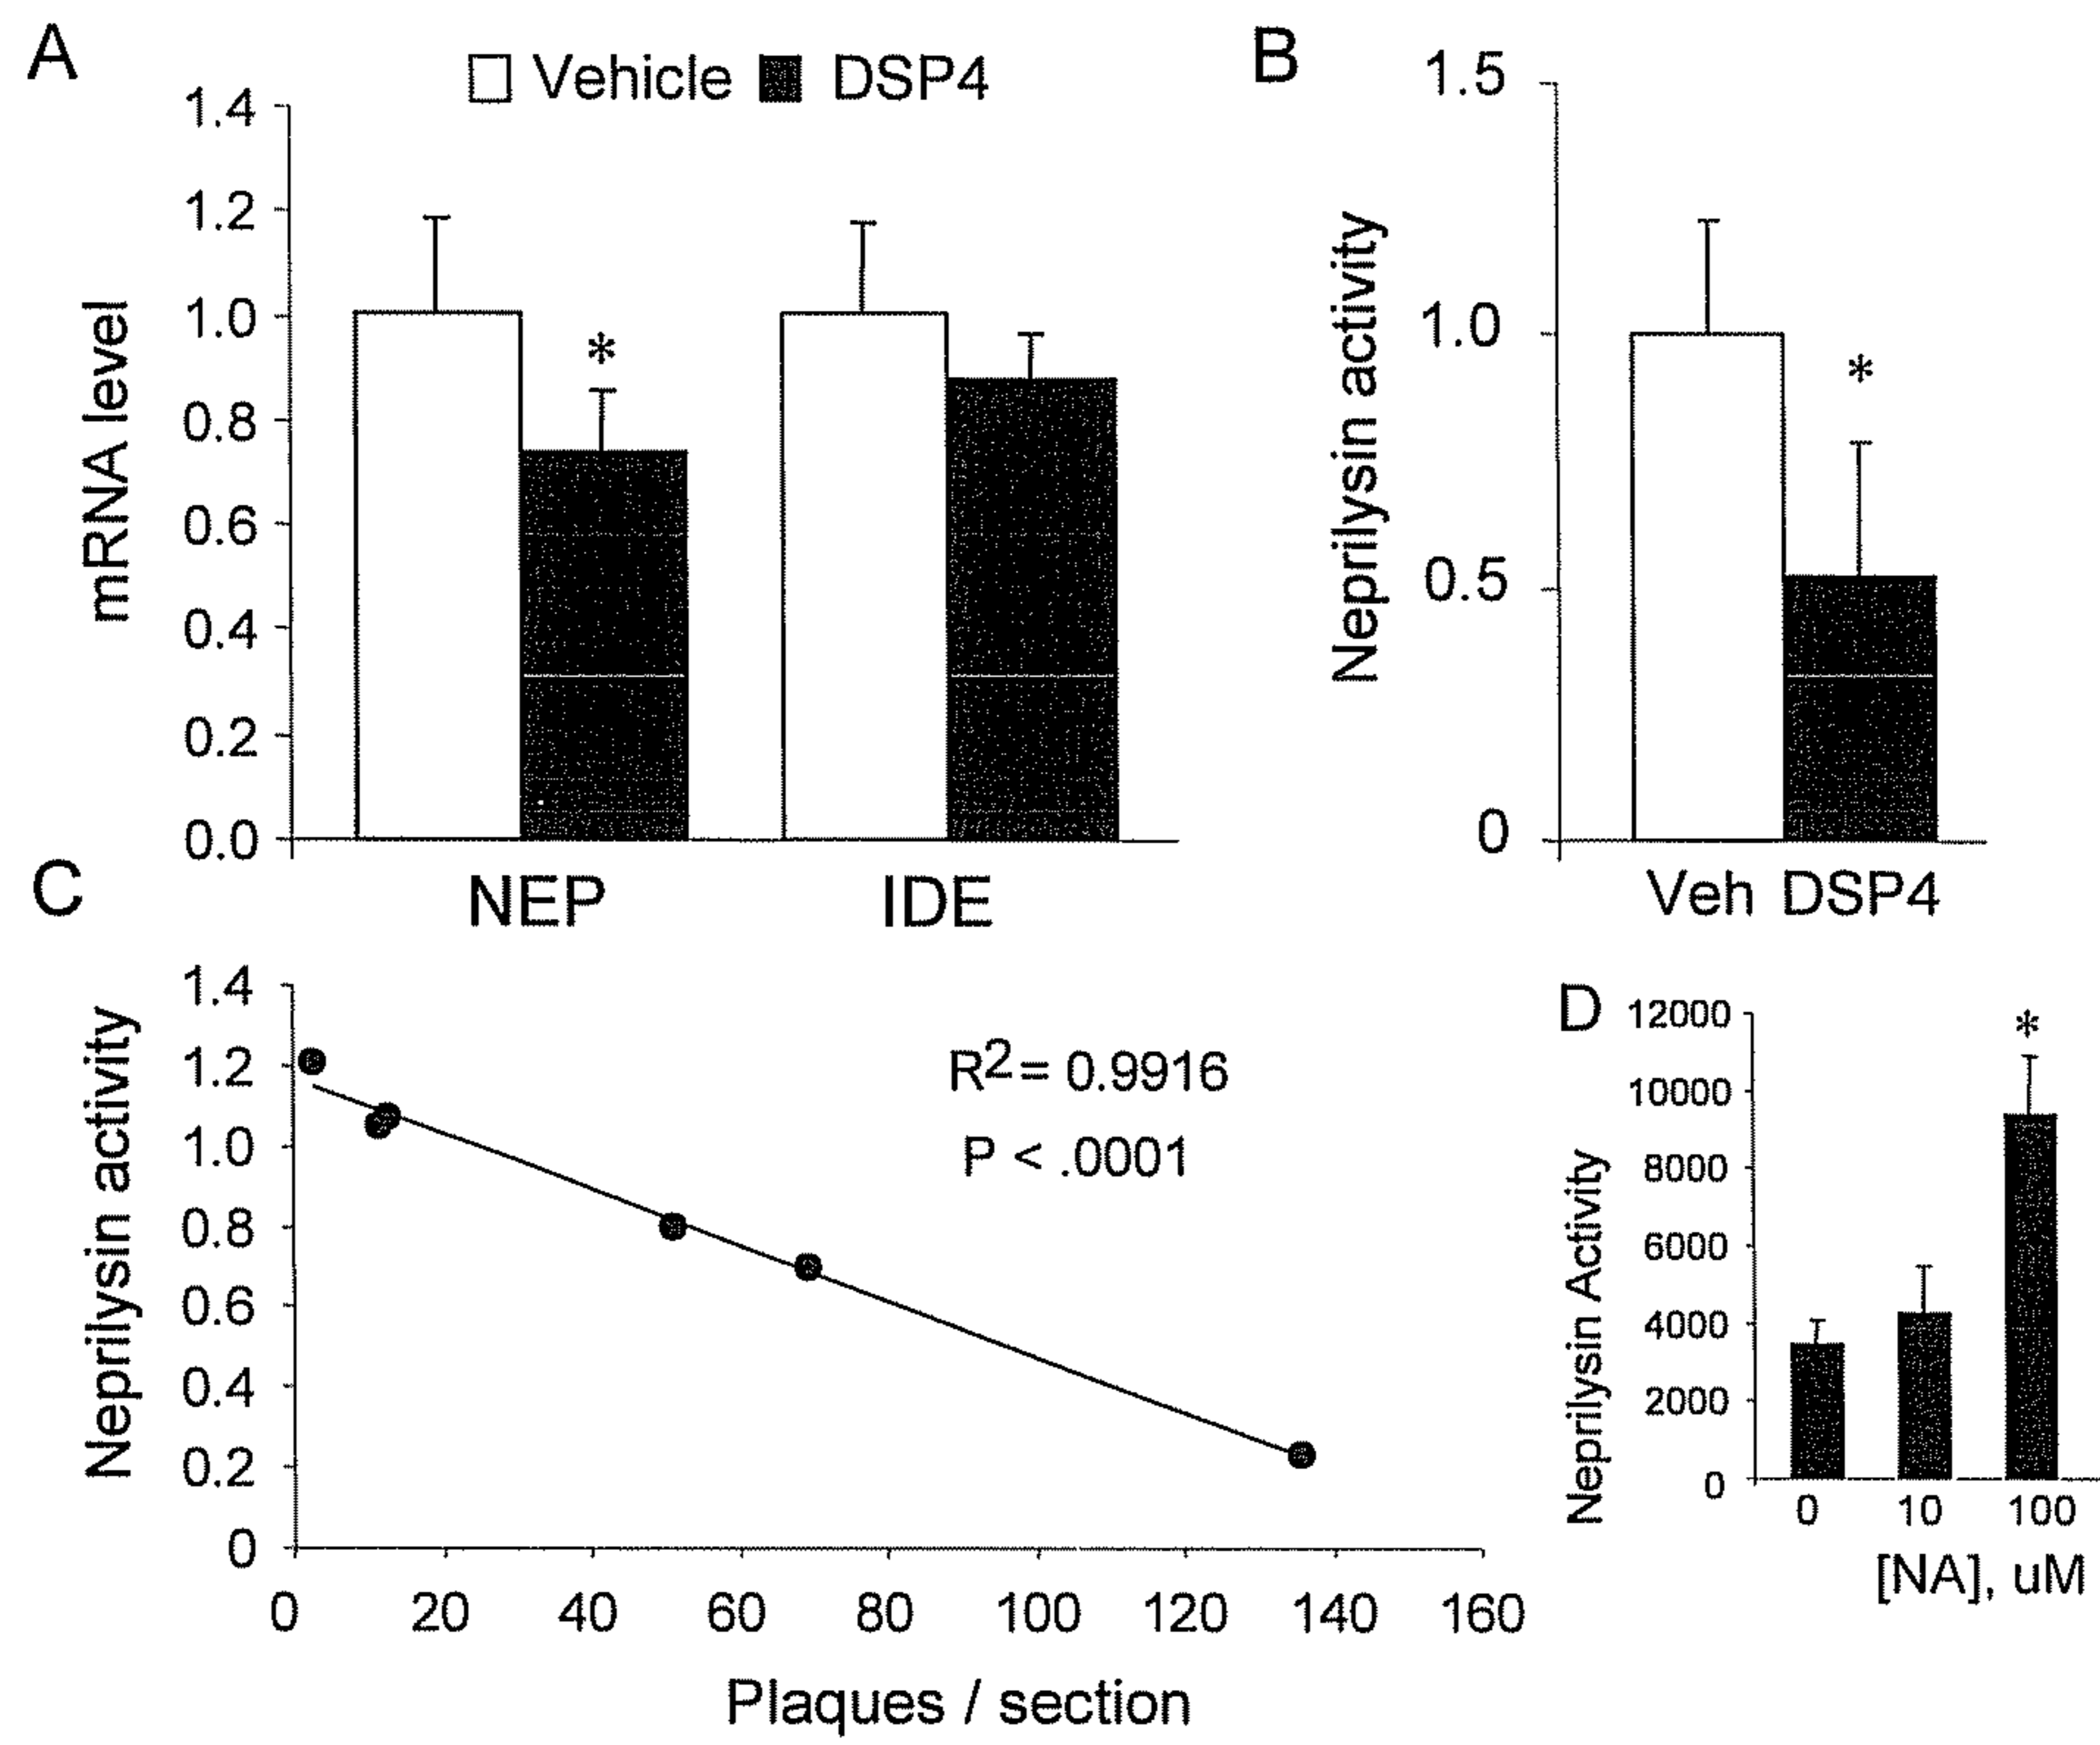 A
Vehicle DSP4
1.4
1.2
1.0
0.8
0.6
0.4
0.2
0.0
mRNA level
*
NEP IDE
B
1.5
1.0
0.5
0
Neprilysin activity
*
Veh DSP4
C
1.4
1.2
1.0
0.8
0.6
0.4
0.2
0
Neprilysin activity
R2 = 0.9916
P < .0001
0 20 40 60 80 100 120 140 160
Plaques / section
D
12000
10000
8000
6000
4000
2000
0
Neprilysin Activity
*
0 10 100
[NA], uM